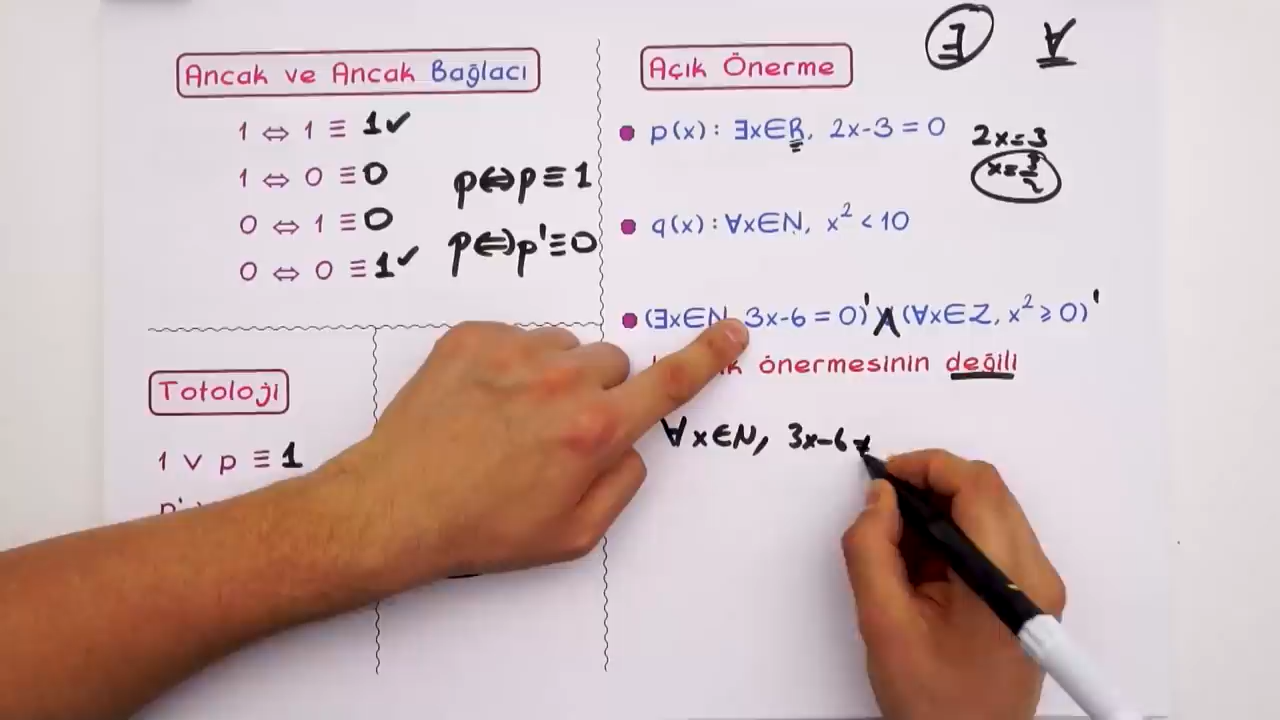 Ancak ve Ancak Bağlacı
1 ⇔ 1 ≡ 1 ✓
1 ⇔ 0 ≡ 0
0 ⇔ 1 ≡ 0
0 ⇔ 0 ≡ 1 ✓
p⇔p ≡ 1
p⇔p' ≡ 0
Totoloji
1 ∨ p ≡ 1
p'
∃ ∀
Açık Önerme
p(x): ∃x∈R, 2x-3 = 0
2x=3
x=3/2
q(x): ∀x∈N, x² < 10
(∃x∈N, 3x-6 = 0)' ∧ (∀x∈Z, x² ≥ 0)'
önermesinin değili
∀x∈N, 3x-6 ≠